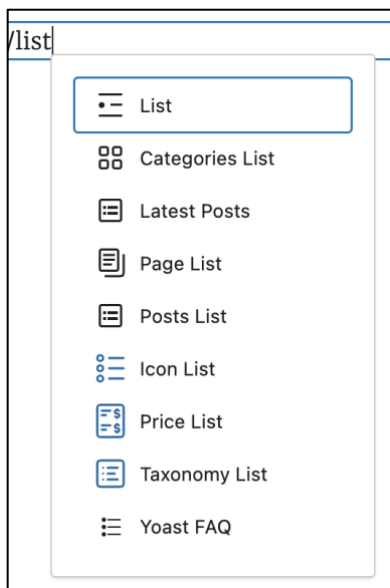 /list
List
Categories List
Latest Posts
Page List
Posts List
Icon List
Price List
Taxonomy List
Yoast FAQ